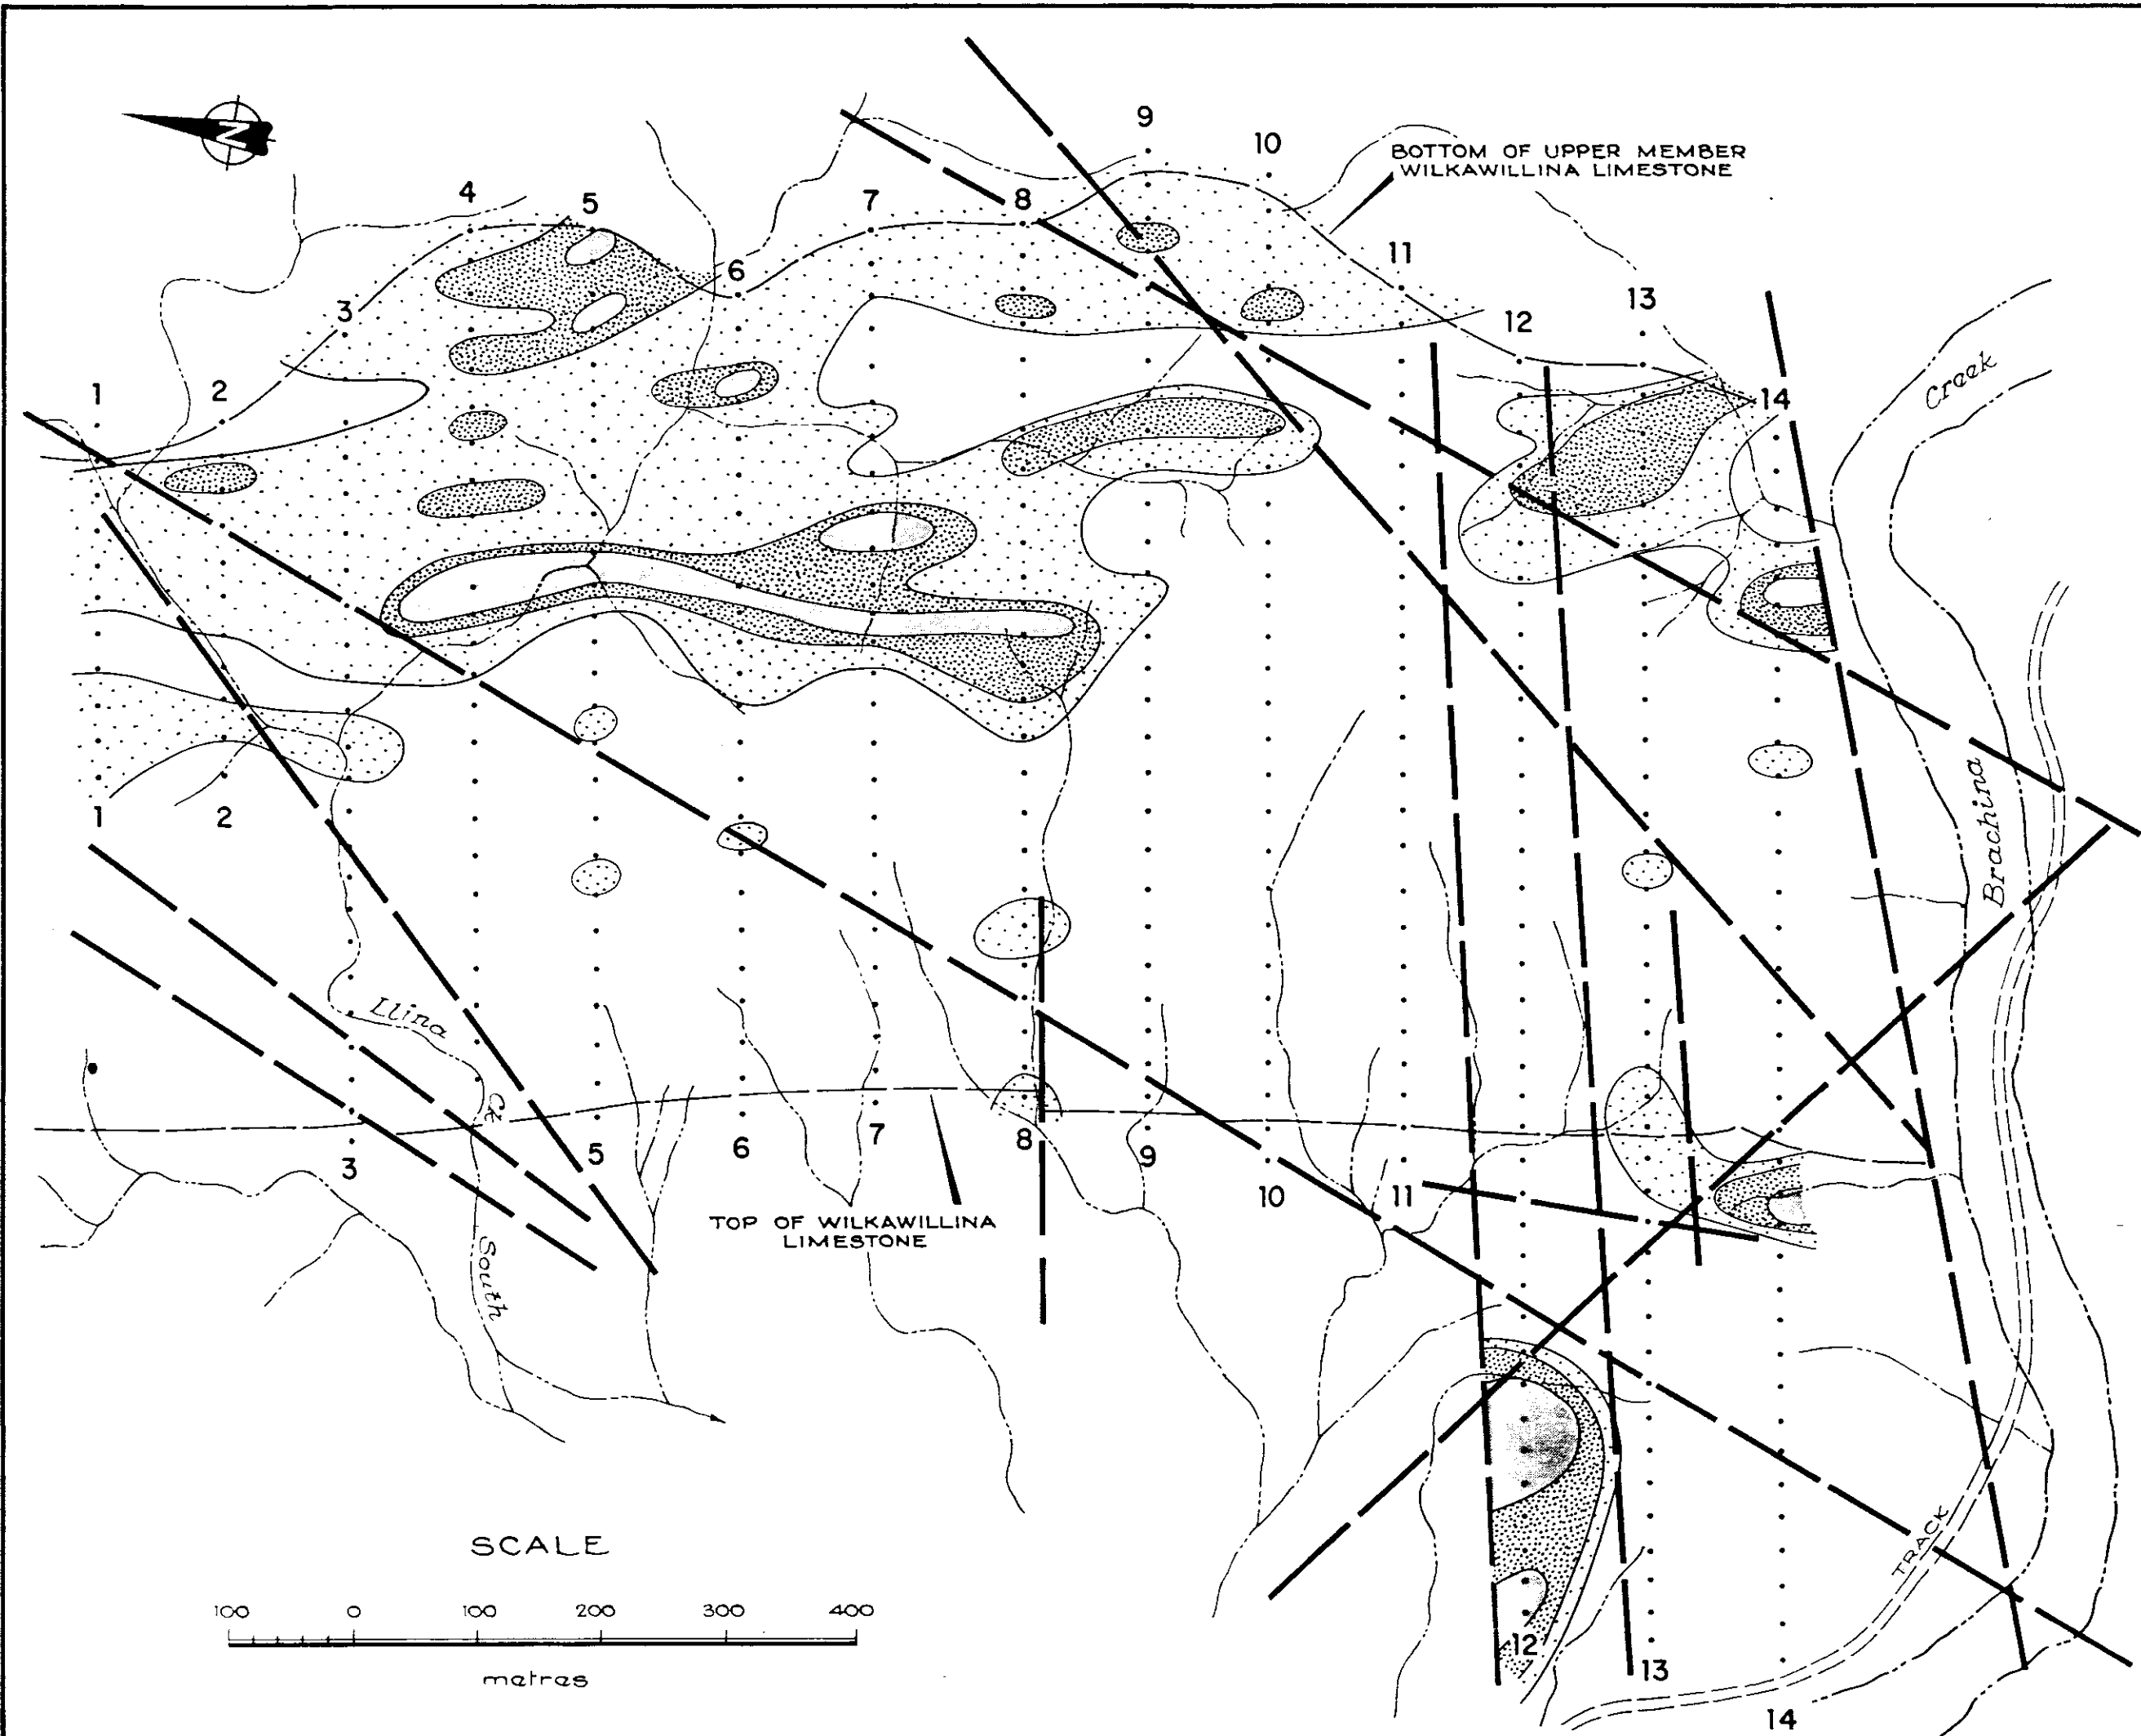 N
9
10
BOTTOM OF UPPER MEMBER
WILKAWILLINA LIMESTONE
4
5
7
8
6
11
3
13
12
1
2
14
Creek
Brachina
1
2
Llina
Ck
South
3
5
6
7
8
9
10
11
TOP OF WILKAWILLINA
LIMESTONE
SCALE
100 0 100 200 300 400
metres
TRACK
12
13
14